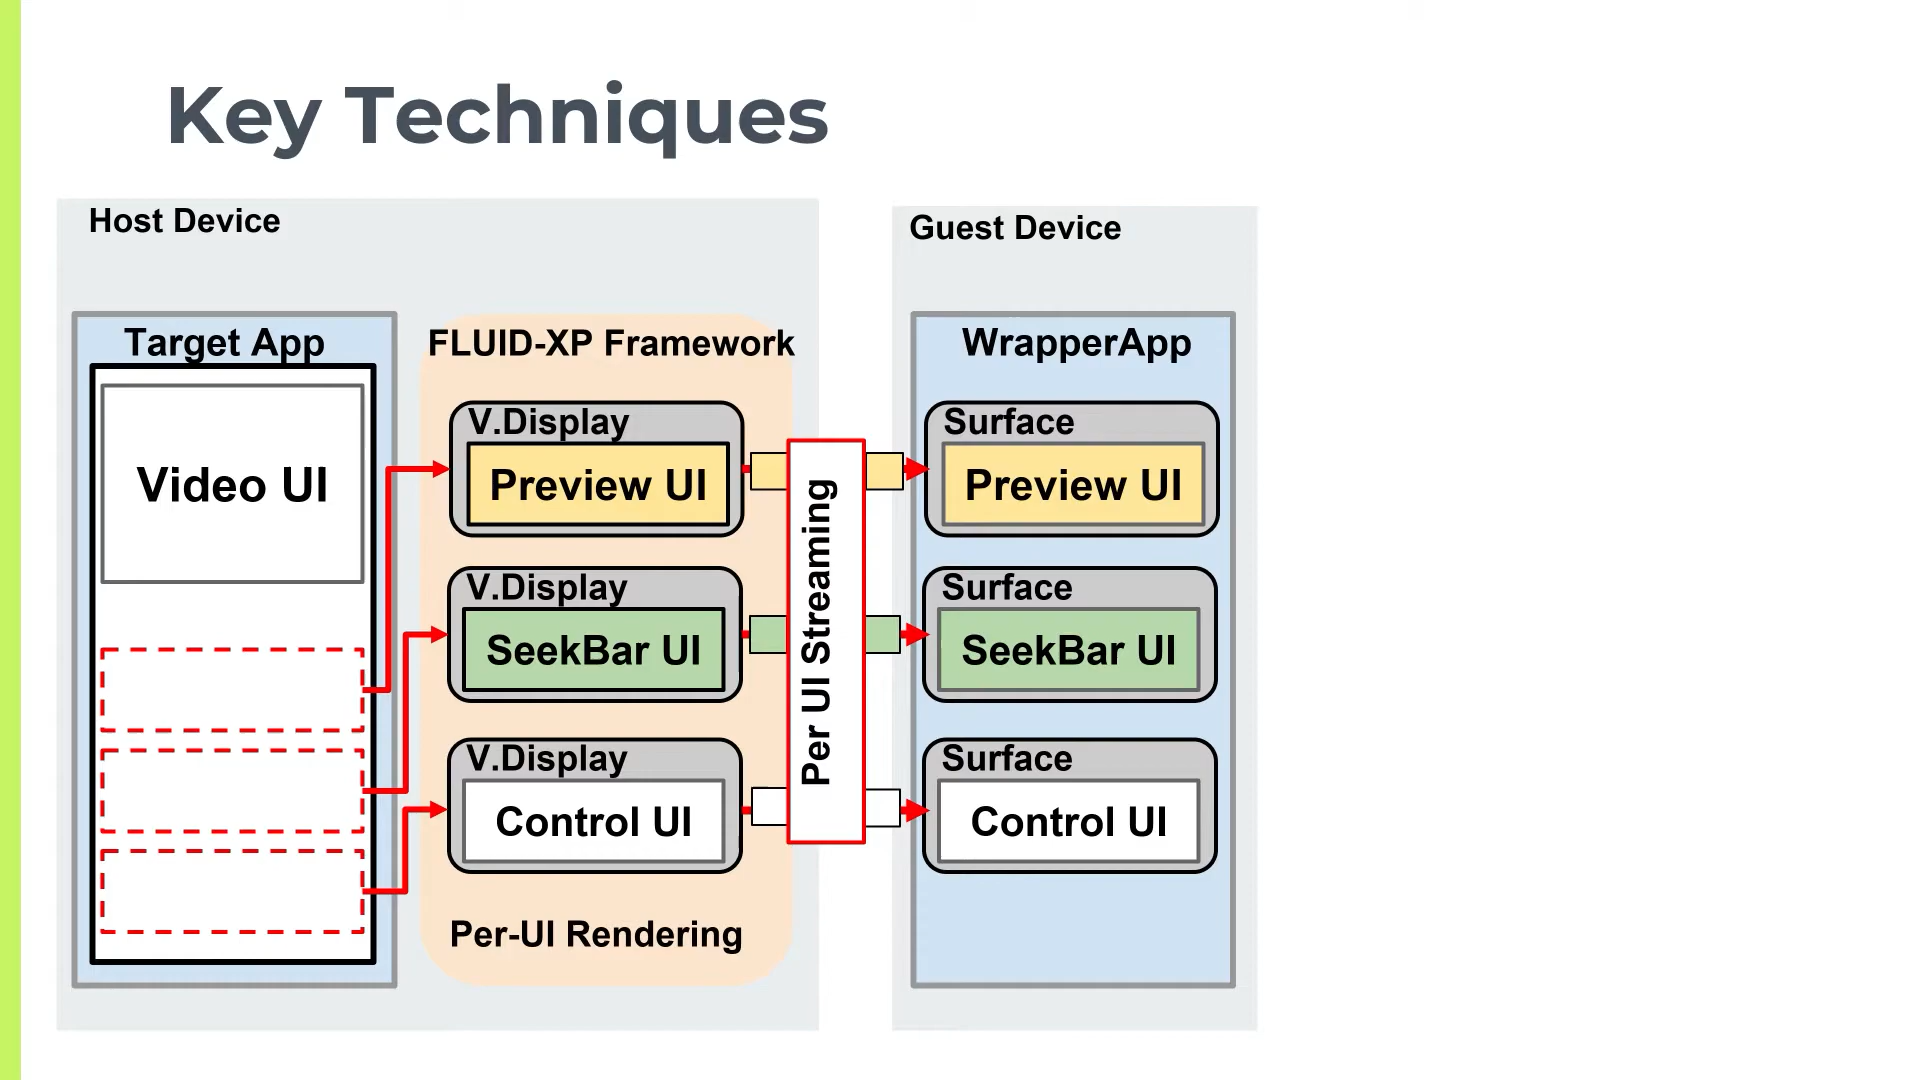 Key Techniques
Host Device
Guest Device
Target App
FLUID-XP Framework
WrapperApp
Video UI
V.Display
Preview UI
V.Display
SeekBar UI
V.Display
Control UI
Per-UI Rendering
Per UI Streaming
Surface
Preview UI
Surface
SeekBar UI
Surface
Control UI